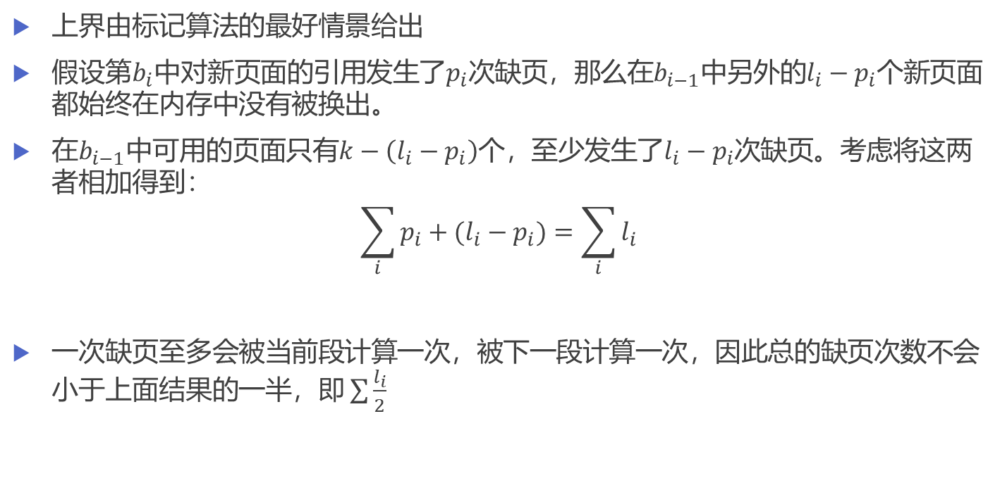 ▶ 上界由标记算法的最好情景给出
▶ 假设第$b_i$中对新页面的引用发生了$p_i$次缺页，那么在$b_{i-1}$中另外的$l_i - p_i$个新页面
都始终在内存中没有被换出。
▶ 在$b_{i-1}$中可用的页面只有$k - (l_i - p_i)$个，至少发生了$l_i - p_i$次缺页。考虑将这两
者相加得到：
$\sum_i p_i + (l_i - p_i) = \sum_i l_i$
▶ 一次缺页至多会被当前段计算一次，被下一段计算一次，因此总的缺页次数不会
小于上面结果的一半，即 $\sum \frac{l_i}{2}$